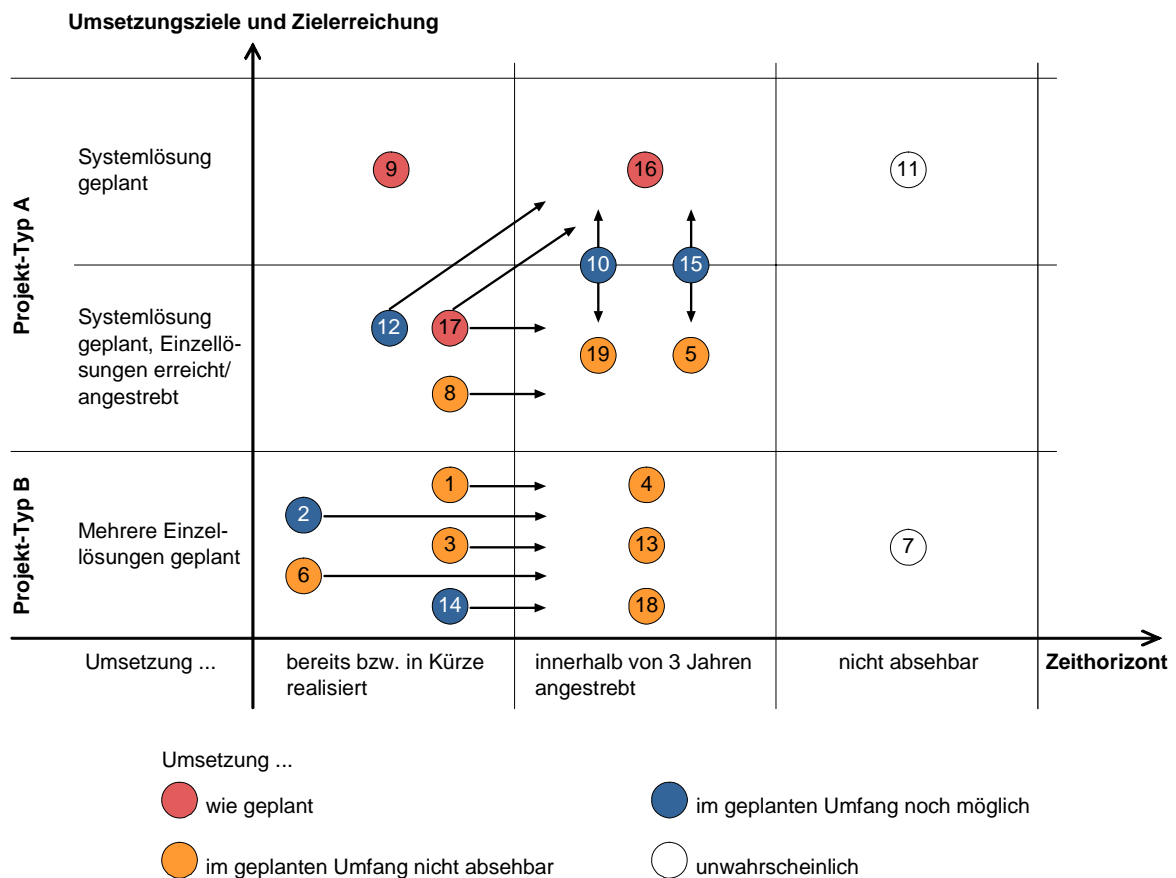 Umsetzungsziele und Zielerreichung
Projekt-Typ A
Systemlösung
geplant
9
16
11
10
15
Systemlösung
geplant, Einzellö-
sungen erreicht/
angestrebt
12
17
19
5
8
Projekt-Typ B
Mehrere Einzel-
lösungen geplant
1
4
2
3
13
7
6
14
18
Umsetzung ...
bereits bzw. in Kürze
realisiert
innerhalb von 3 Jahren
angestrebt
nicht absehbar
Zeithorizont
Umsetzung ...
wie geplant
im geplanten Umfang noch möglich
im geplanten Umfang nicht absehbar
unwahrscheinlich